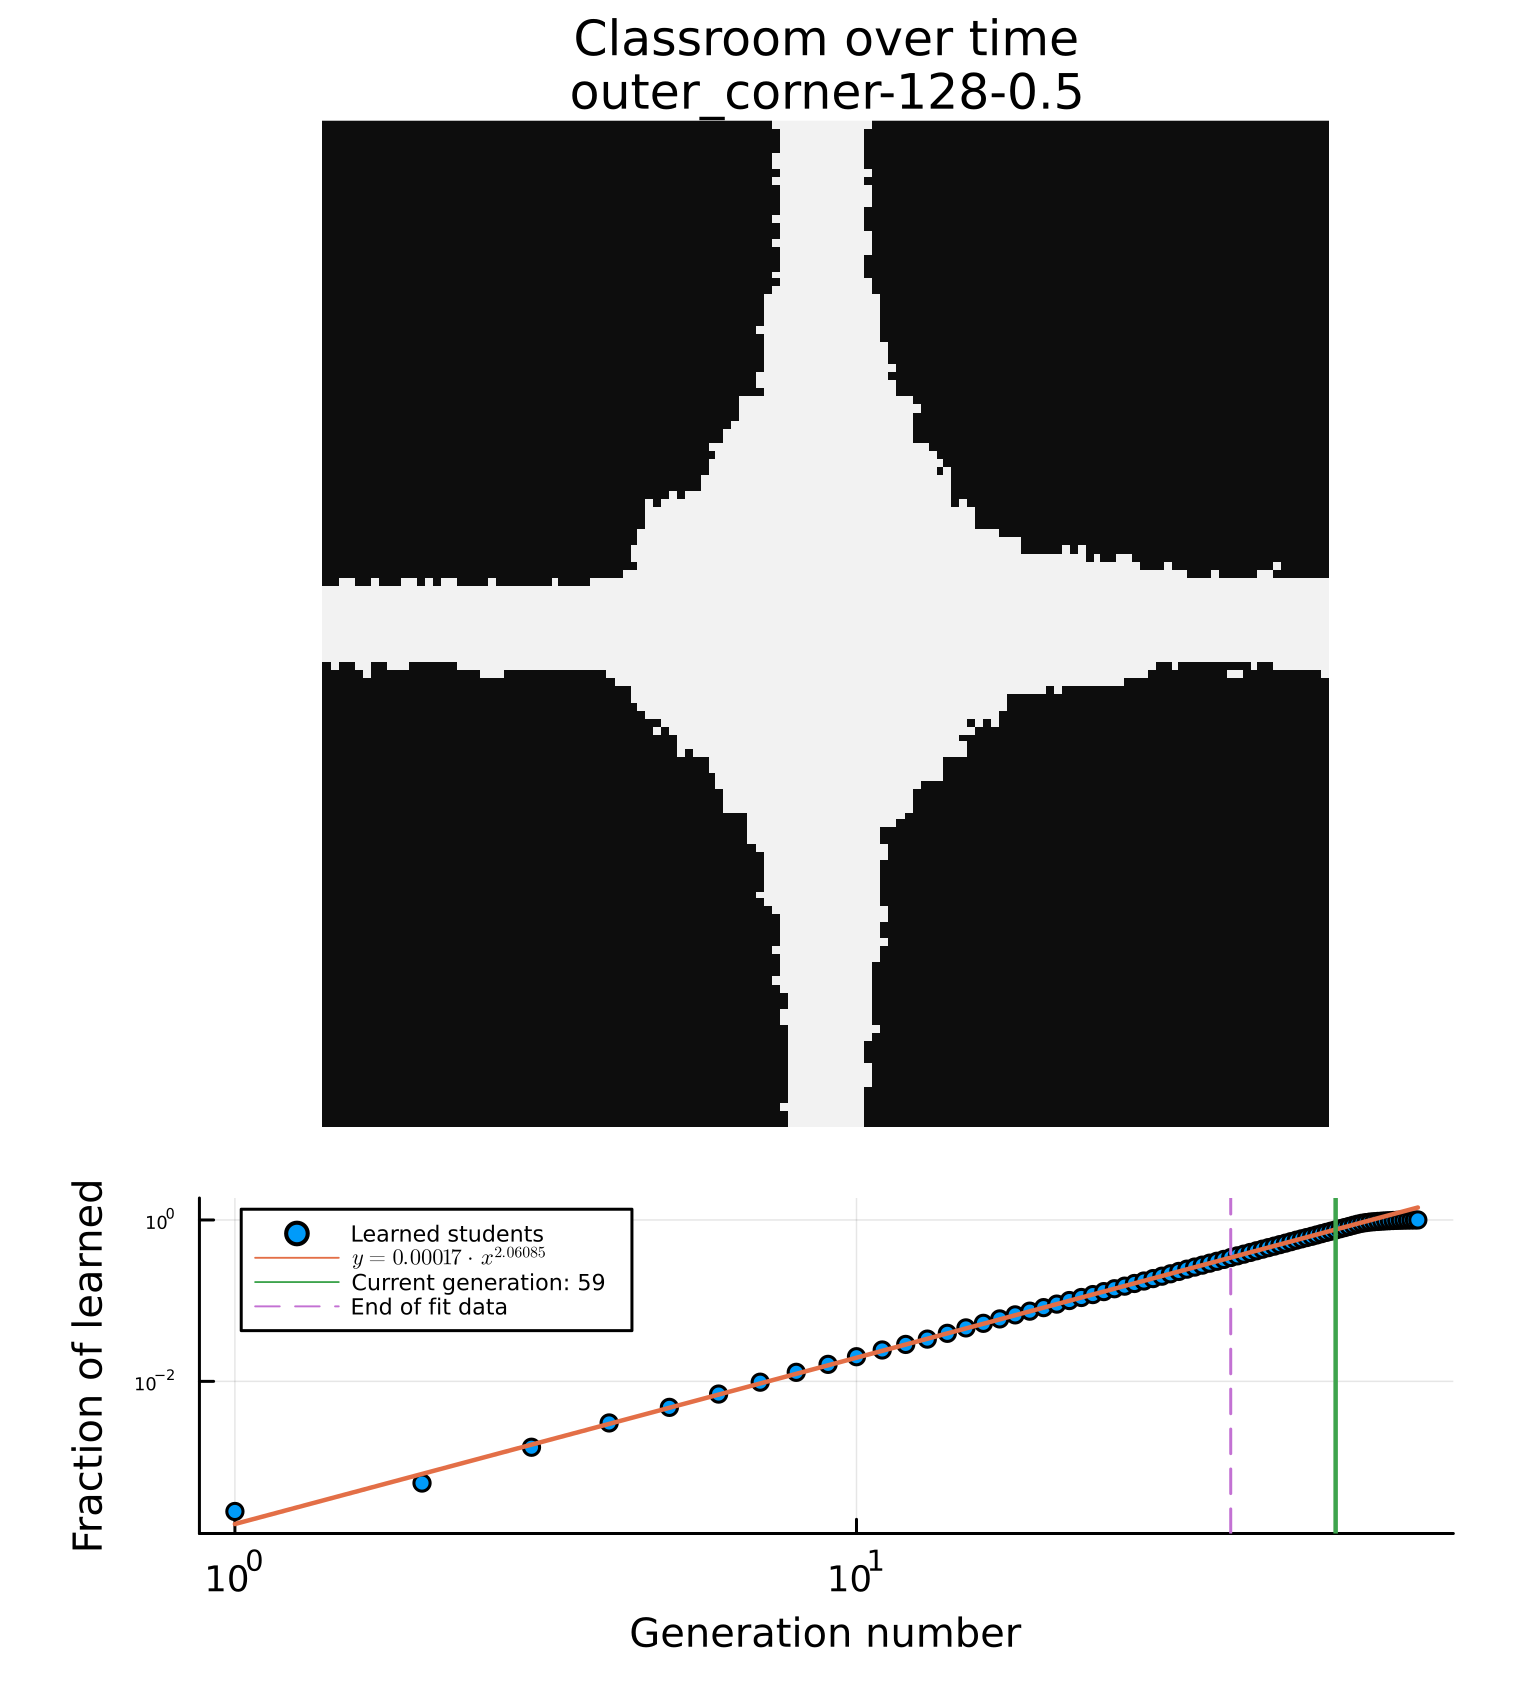 Classroom over time
outer_corner-128-0.5
Fraction of learned
10^0
10^-2
Learned students
y = 0.00017 · x^2.06085
Current generation: 59
End of fit data
10^0
10^1
Generation number